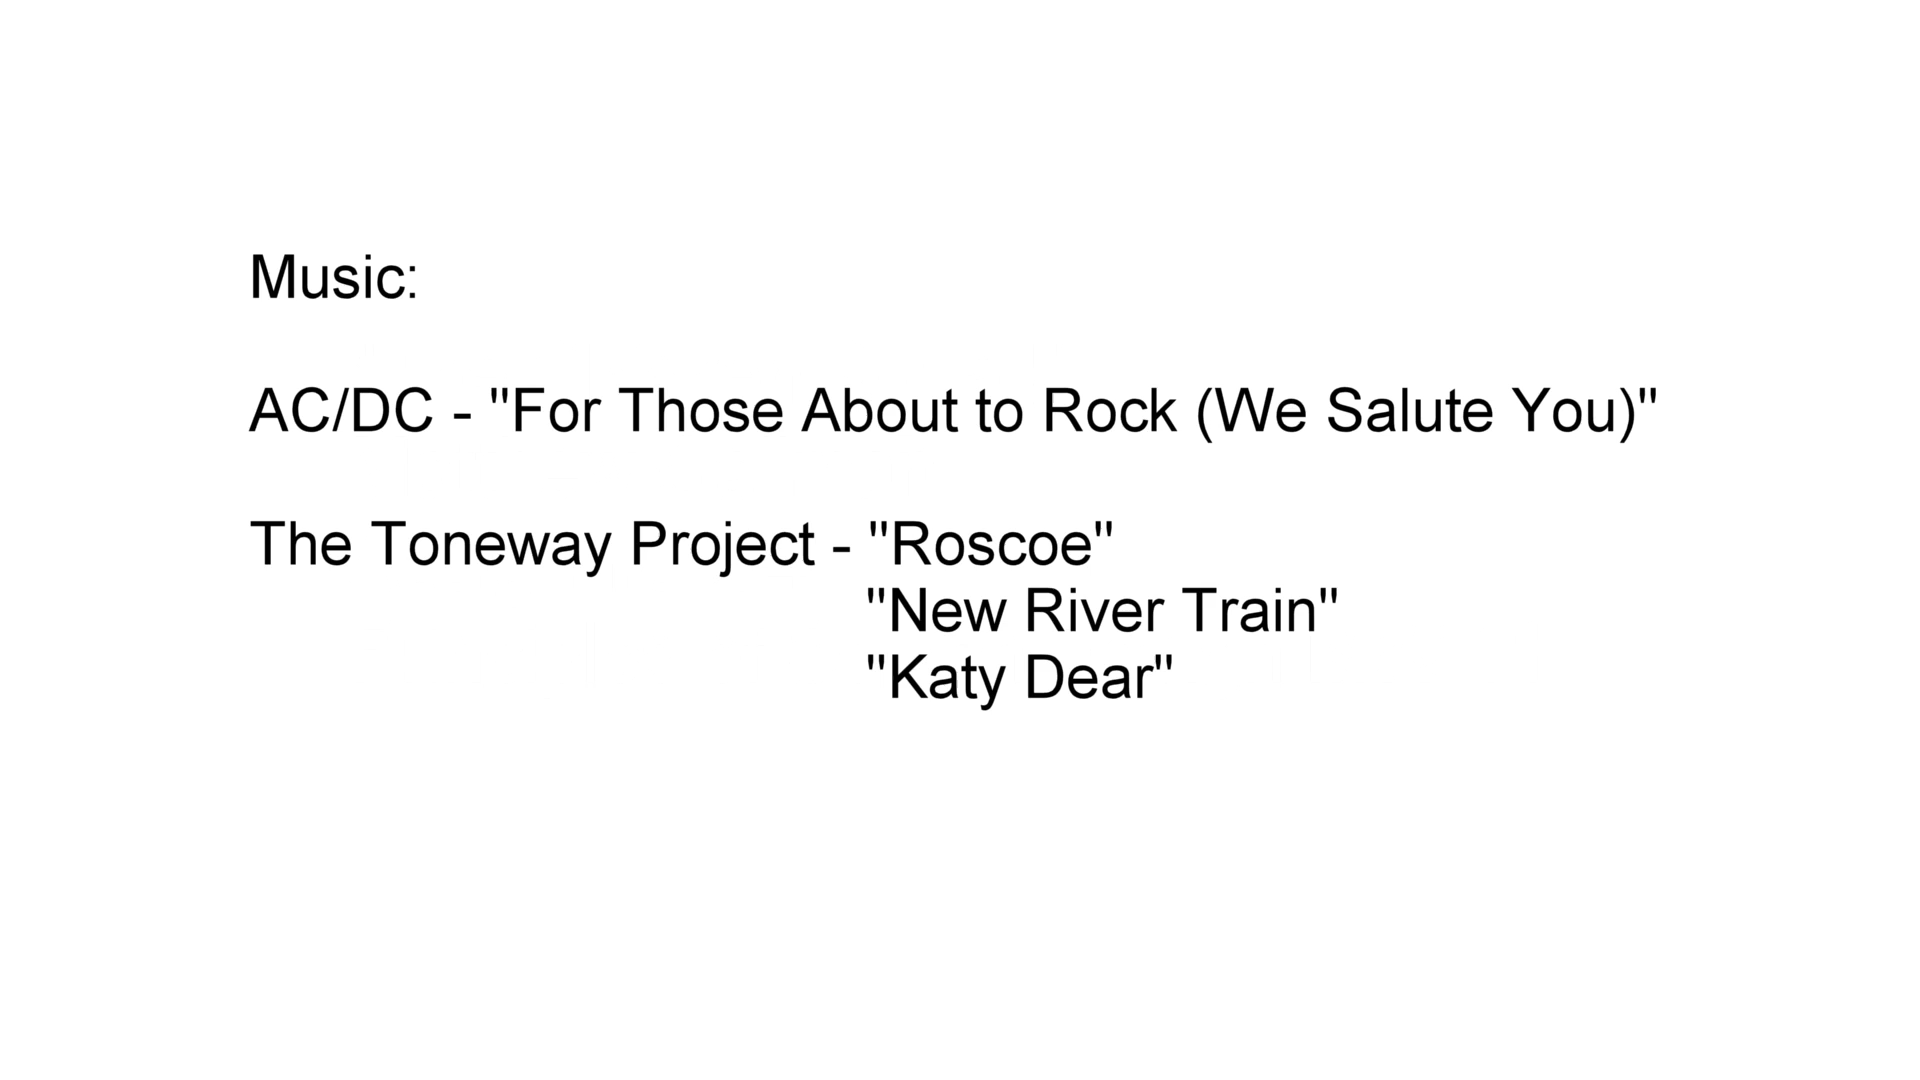 Music:
AC/DC - "For Those About to Rock (We Salute You)"
The Toneway Project - "Roscoe"
"New River Train"
"Katy Dear"